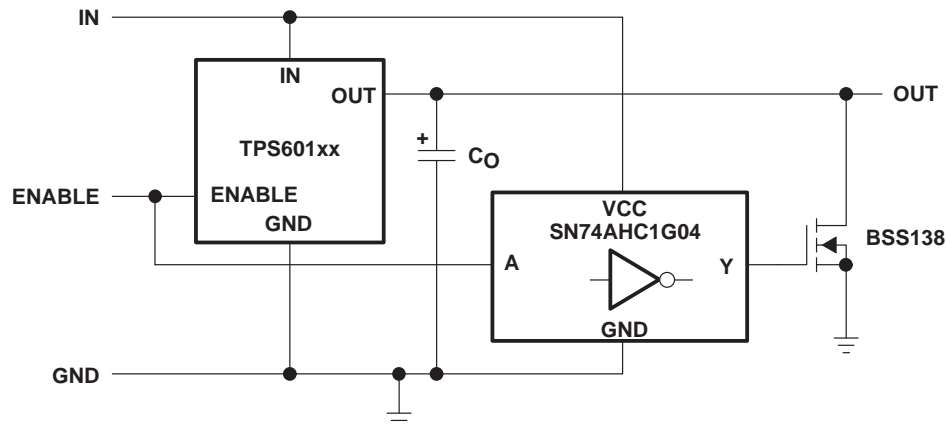 IN
IN
OUT
OUT
TPS601xx
+
CO
ENABLE
ENABLE
GND
VCC
SN74AHC1G04
BSS138
A
Y
GND
GND